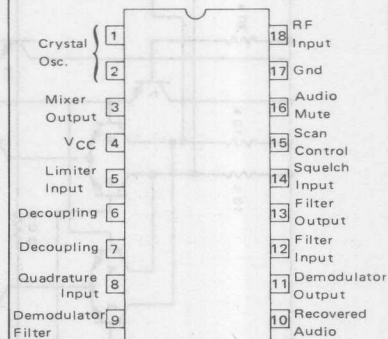 Crystal
Osc.
1
2
Mixer
Output
3
VCC
4
Limiter
Input
5
Decoupling
6
Decoupling
7
Quadrature
Input
8
Demodulator
Filter
9
18
RF
Input
17
Gnd
16
Audio
Mute
15
Scan
Control
14
Squelch
Input
13
Filter
Output
12
Filter
Input
11
Demodulator
Output
10
Recovered
Audio